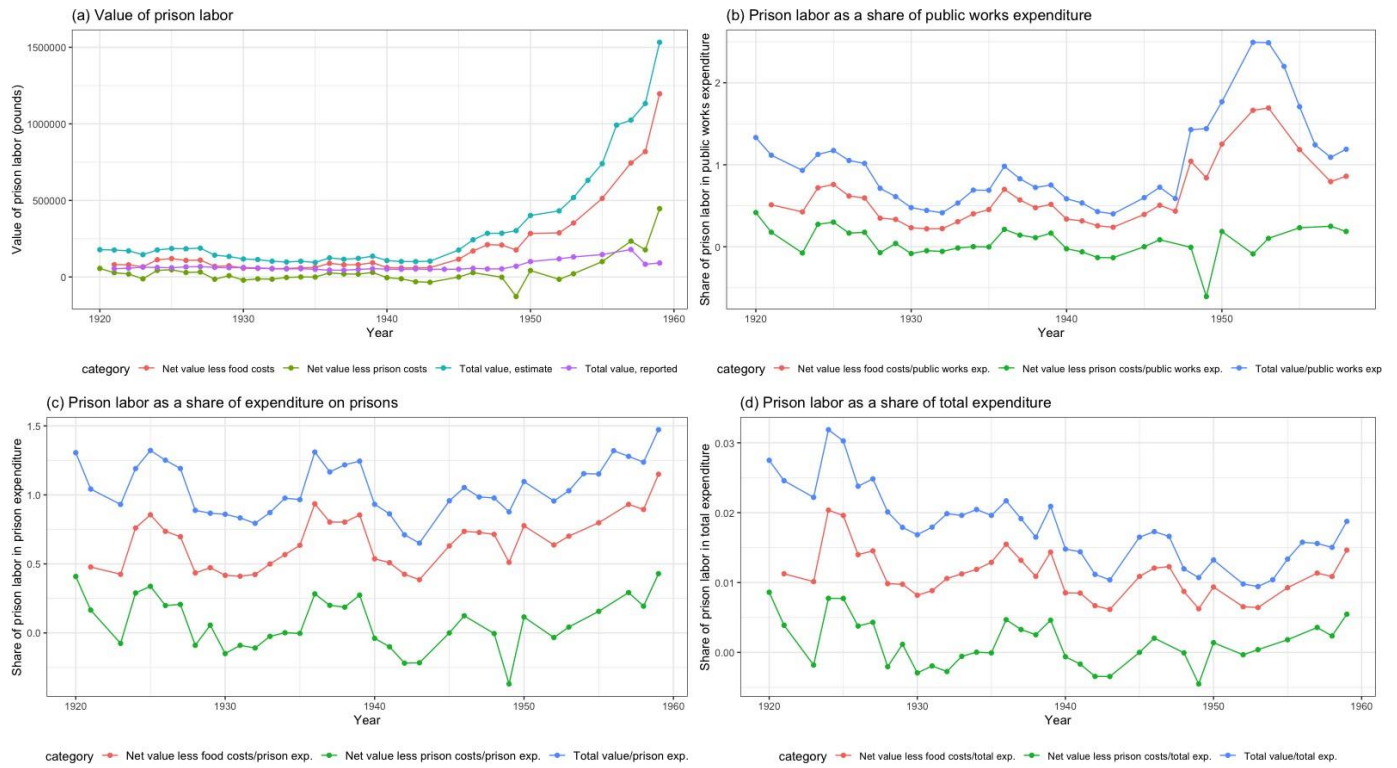 (a) Value of prison labor
Value of prison labor (pounds)
1500000
1000000
500000
0
1920
1930
1940
1950
1960
Year
category Net value less food costs Net value less prison costs Total value, estimate Total value, reported
(b) Prison labor as a share of public works expenditure
Share of prison labor in public works expenditure
2
1
0
1920
1930
1940
1950
Year
category Net value less food costs/public works exp. Net value less prison costs/public works exp. Total value/public works exp
(c) Prison labor as a share of expenditure on prisons
Share of prison labor in prison expenditure
1.5
1.0
0.5
0.0
1920
1930
1940
1950
1960
Year
category Net value less food costs/prison exp. Net value less prison costs/prison exp. Total value/prison exp.
(d) Prison labor as a share of total expenditure
Share of prison labor in total expenditure
0.03
0.02
0.01
0.00
1920
1930
1940
1950
1960
Year
category Net value less food costs/total exp. Net value less prison costs/total exp. Total value/total exp.